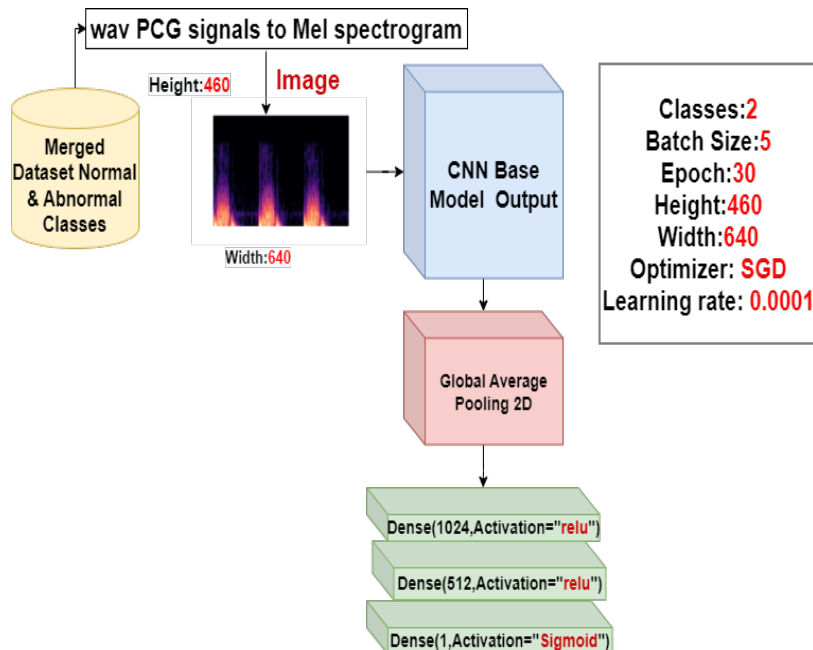 wav PCG signals to Mel spectrogram
Height:460
Image
Merged
Dataset Normal
& Abnormal
Classes
Width:640
CNN Base
Model Output
Global Average
Pooling 2D
Dense(1024,Activation="relu")
Dense(512,Activation="relu")
Dense(1,Activation="Sigmoid")
Classes:2
Batch Size:5
Epoch:30
Height:460
Width:640
Optimizer: SGD
Learning rate: 0.0001